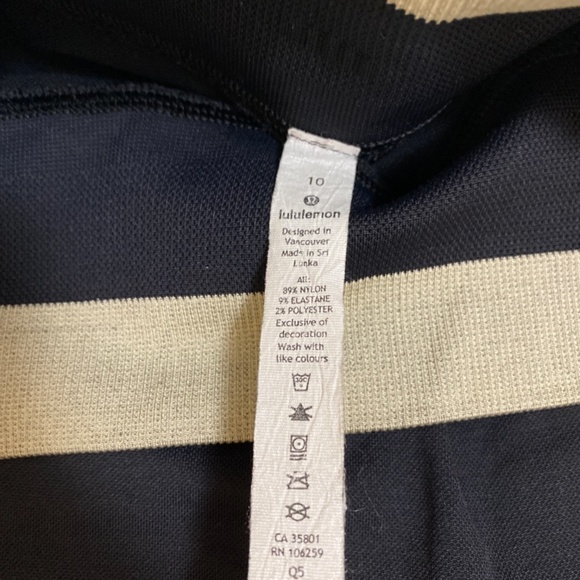 10
32
lululemon
Designed in
Vancouver
Made in Sri
Lanka
All:
89% NYLON
9% ELASTANE
2% POLYESTER
Exclusive of
decoration
Wash with
like colours
30C
CA 35801
RN 106259
Q5